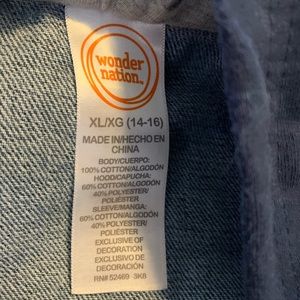 wonder
nation™
XL/XG (14-16)
MADE IN/HECHO EN
CHINA
BODY/CUERPO:
100% COTTON/ALGODÓN
HOOD/CAPUCHA:
60% COTTON/ALGODÓN
40% POLYESTER/
POLIÉSTER
SLEEVE/MANGA:
60% COTTON/ALGODÓN
40% POLYESTER/
POLIÉSTER
EXCLUSIVE OF
DECORATION
EXCLUSIVO DE
DECORACIÓN
RN# 52469 3K8